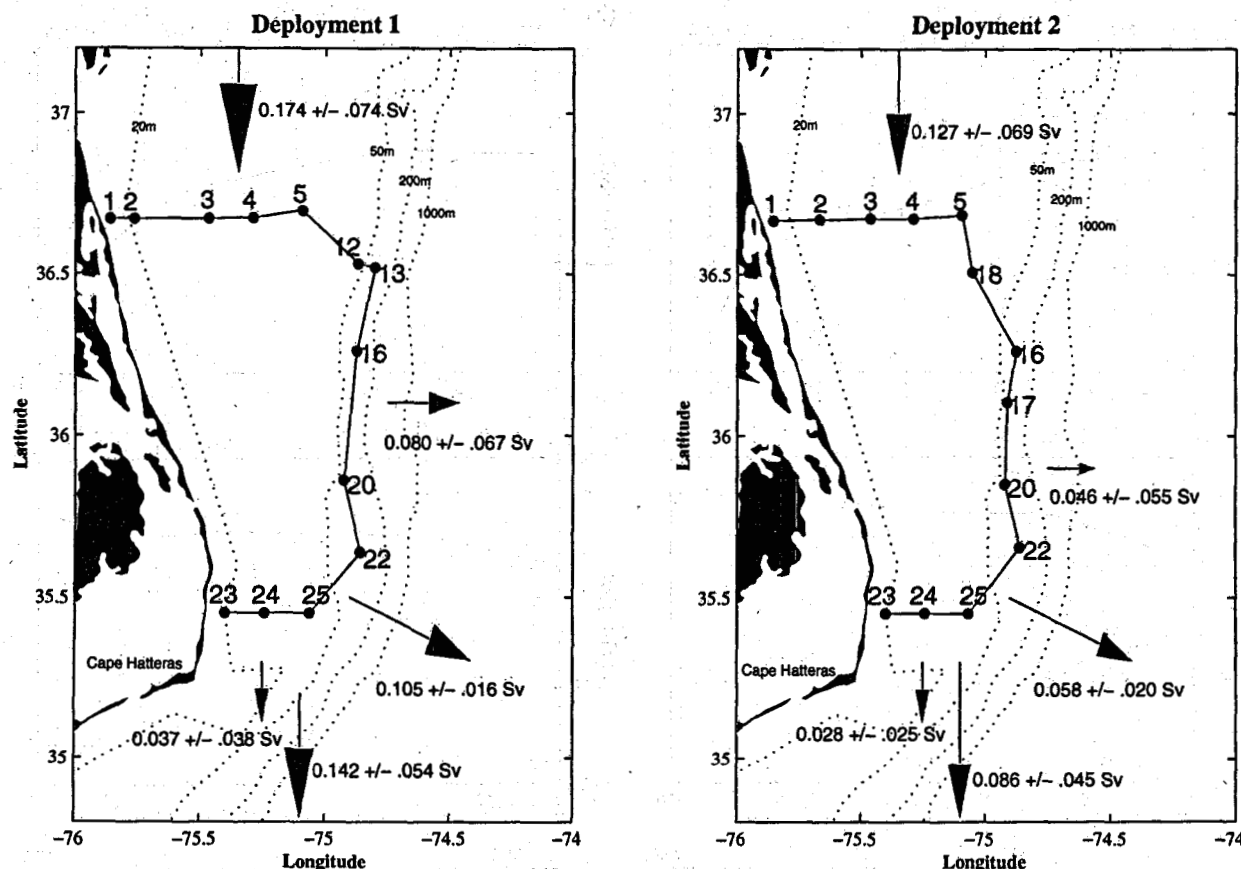 Deployment 1
37
36.5
36
35.5
35
Latitude
20m
0.174 +/- .074 Sv
50m
200m
1000m
1 2 3 4 5
12
13
16
0.080 +/- .067 Sv
20
22
23 24 25
Cape Hatteras
0.105 +/- .016 Sv
0.037 +/- .038 Sv
0.142 +/- .054 Sv
−76 −75.5 −75 −74.5 −74
Longitude
Deployment 2
37
36.5
36
35.5
35
Latitude
20m
0.127 +/- .069 Sv
50m
200m
1000m
1 2 3 4 5
18
16
17
20
0.046 +/- .055 Sv
22
23 24 25
Cape Hatteras
0.058 +/- .020 Sv
0.028 +/- .025 Sv
0.086 +/- .045 Sv
−76 −75.5 −75 −74.5 −74
Longitude